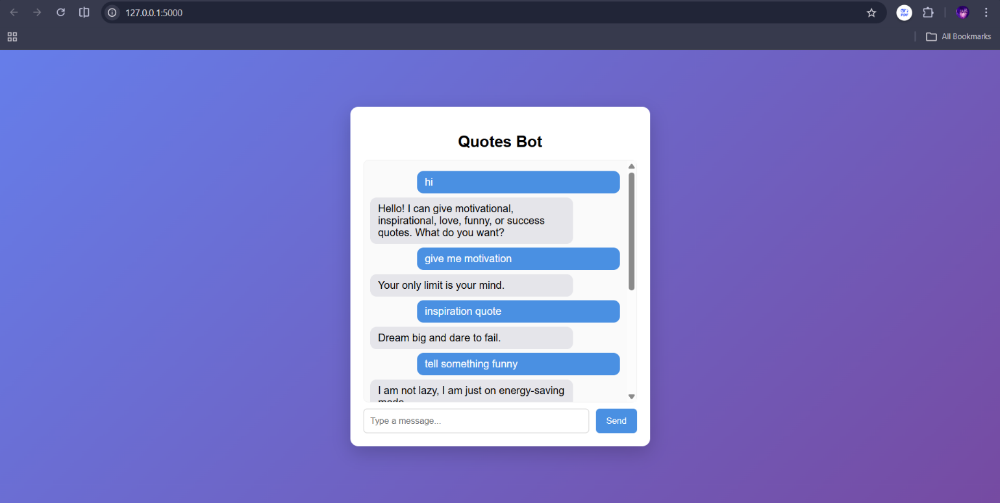 127.0.0.1:5000
PDF
All Bookmarks
Quotes Bot
hi
Hello! I can give motivational,
inspirational, love, funny, or success
quotes. What do you want?
give me motivation
Your only limit is your mind.
inspiration quote
Dream big and dare to fail.
tell something funny
I am not lazy, I am just on energy-saving
mode.
Type a message...
Send